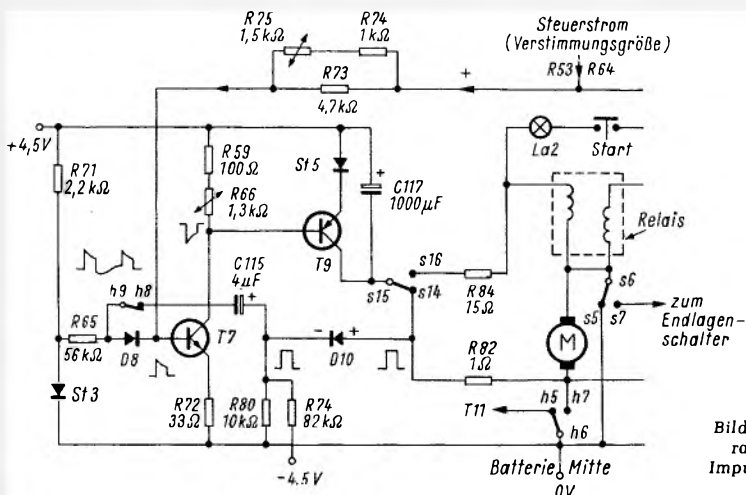 R75
1,5kΩ
R74
1kΩ
Steuerstrom
(Verstimmungsgröße)
R53
R64
R73
4,7kΩ
+
+4,5V
R71
2,2kΩ
R59
100Ω
R66
1,3kΩ
St5
+
C117
1000µF
La2
Start
Relais
T9
h9 h8
C115
4µF
+
s16
s15
s14
R84
15Ω
s6
s5
s7
zum
Endlagen-
schalter
R65
56kΩ
D8
T7
- +
D10
R82
1Ω
M
St3
R72
33Ω
R80
10kΩ
R74
82kΩ
T11
h5
h7
h6
-4.5V
Batterie Mitte
0V
Bild
ra
Impu